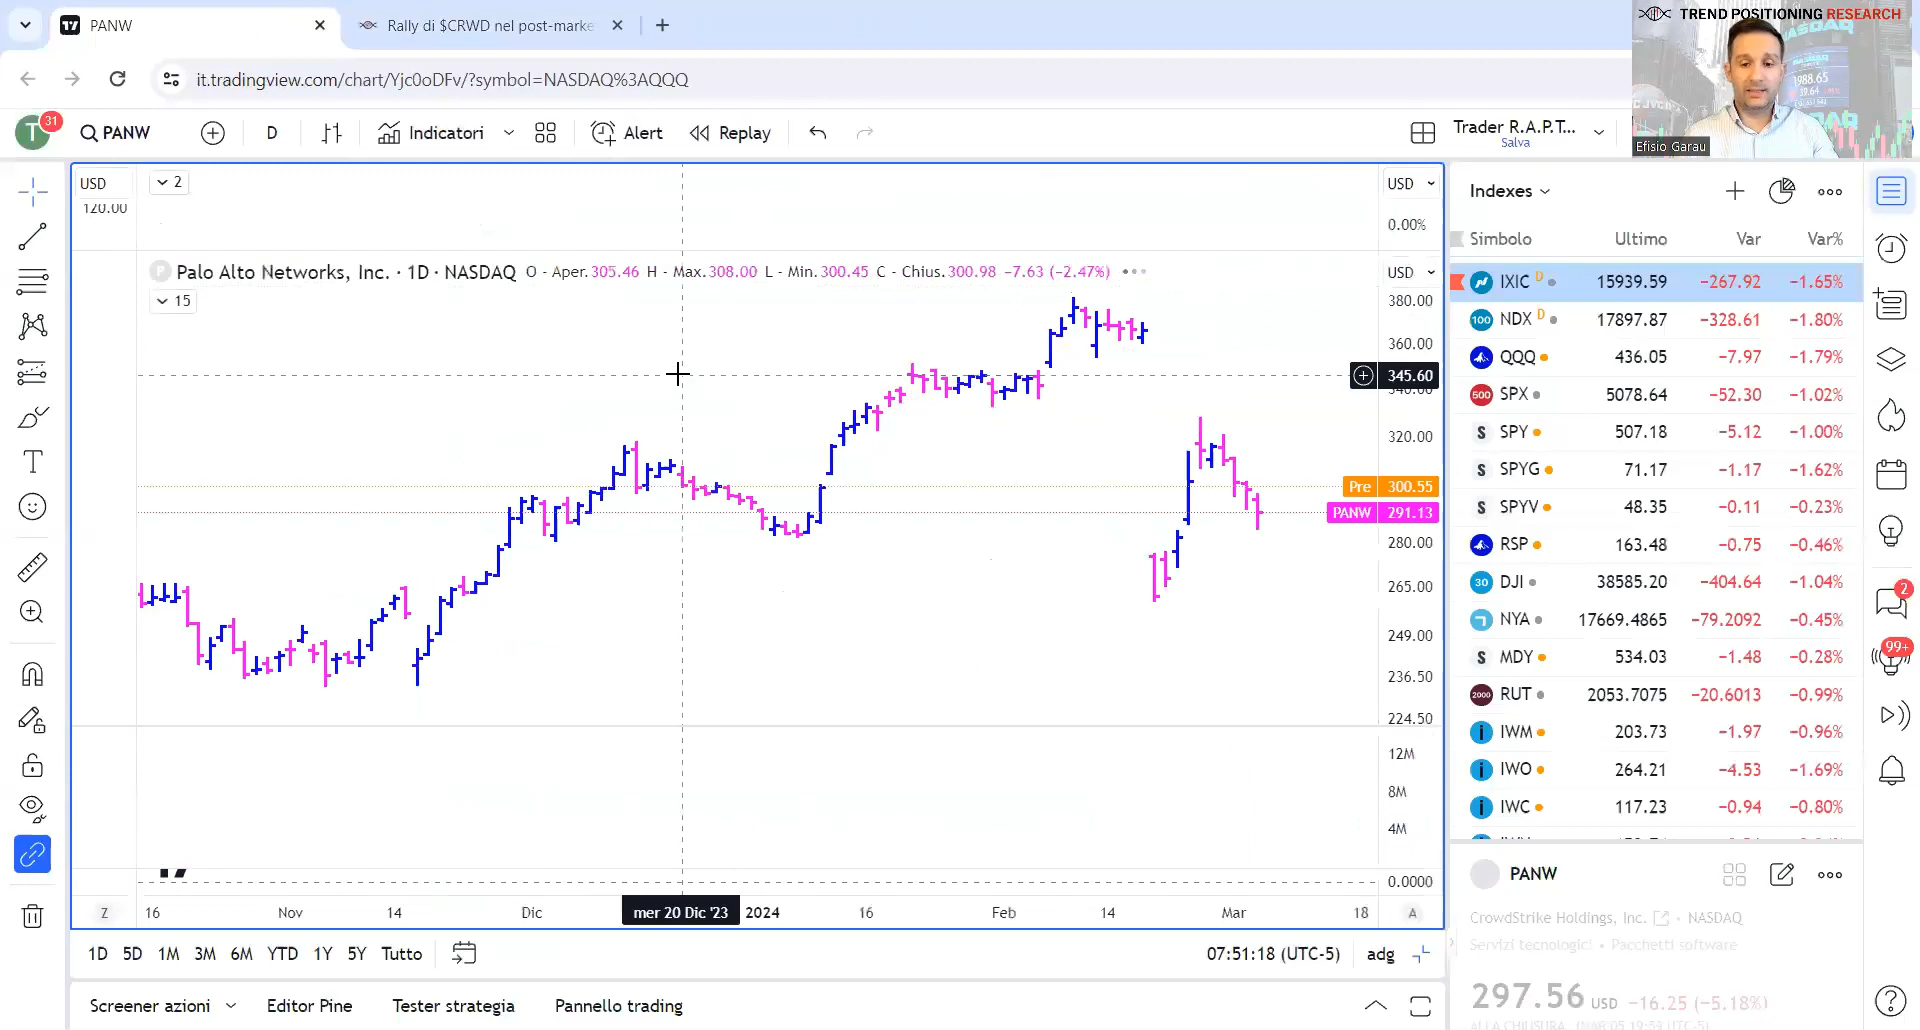 PANW
Rally di $CRWD nel post-marke
TREND POSITIONING RESEARCH
it.tradingview.com/chart/Yjc0oDFv/?symbol=NASDAQ%3AQQQ
T 31
PANW
D
Indicatori
Alert
Replay
Trader R.A.P.T...
Salva
Efisio Garau
USD
2
USD
120.00
0.00%
Palo Alto Networks, Inc. · 1D · NASDAQ O - Aper.305.46 H - Max.308.00 L - Min.300.45 C - Chius.300.98 -7.63 (-2.47%)
USD
15
380.00
360.00
345.60
340.00
320.00
Pre 300.55
PANW 291.13
280.00
265.00
249.00
236.50
224.50
12M
8M
4M
0.0000
Z 16 Nov 14 Dic mer 20 Dic '23 2024 16 Feb 14 Mar 18 A
1D 5D 1M 3M 6M YTD 1Y 5Y Tutto
07:51:18 (UTC-5) adg
Screener azioni Editor Pine Tester strategia Pannello trading
Indexes
Simbolo Ultimo Var Var%
IXIC D 15939.59 -267.92 -1.65%
100 NDX D 17897.87 -328.61 -1.80%
QQQ 436.05 -7.97 -1.79%
500 SPX 5078.64 -52.30 -1.02%
S SPY 507.18 -5.12 -1.00%
S SPYG 71.17 -1.17 -1.62%
S SPYV 48.35 -0.11 -0.23%
RSP 163.48 -0.75 -0.46%
30 DJI 38585.20 -404.64 -1.04%
NYA 17669.4865 -79.2092 -0.45%
S MDY 534.03 -1.48 -0.28%
2000 RUT 2053.7075 -20.6013 -0.99%
i IWM 203.73 -1.97 -0.96%
i IWO 264.21 -4.53 -1.69%
i IWC 117.23 -0.94 -0.80%
PANW
CrowdStrike Holdings, Inc. · NASDAQ
Servizi tecnologici • Pacchetti software
297.56 USD -16.25 (-5.18%)
2
99+